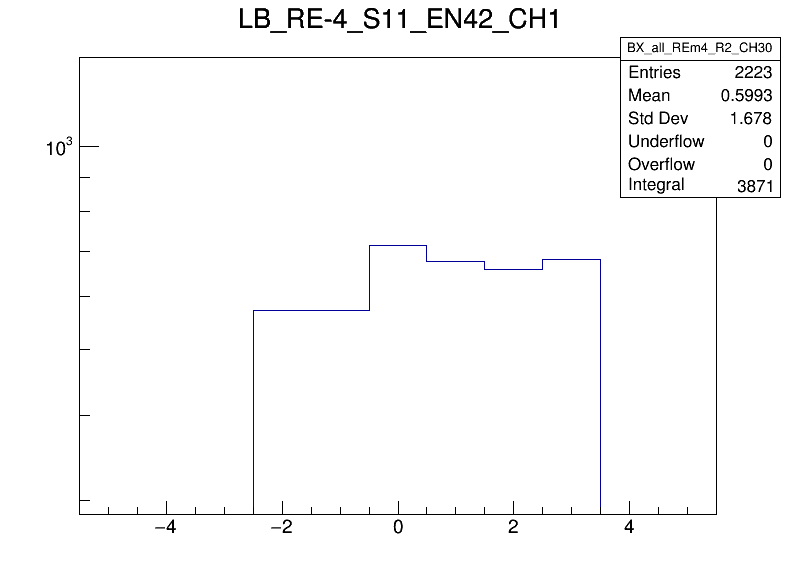 LB_RE-4_S11_EN42_CH1
BX_all_REm4_R2_CH30
Entries 2223
Mean 0.5993
Std Dev 1.678
Underflow 0
Overflow 0
Integral 3871
10³
−4 −2 0 2 4